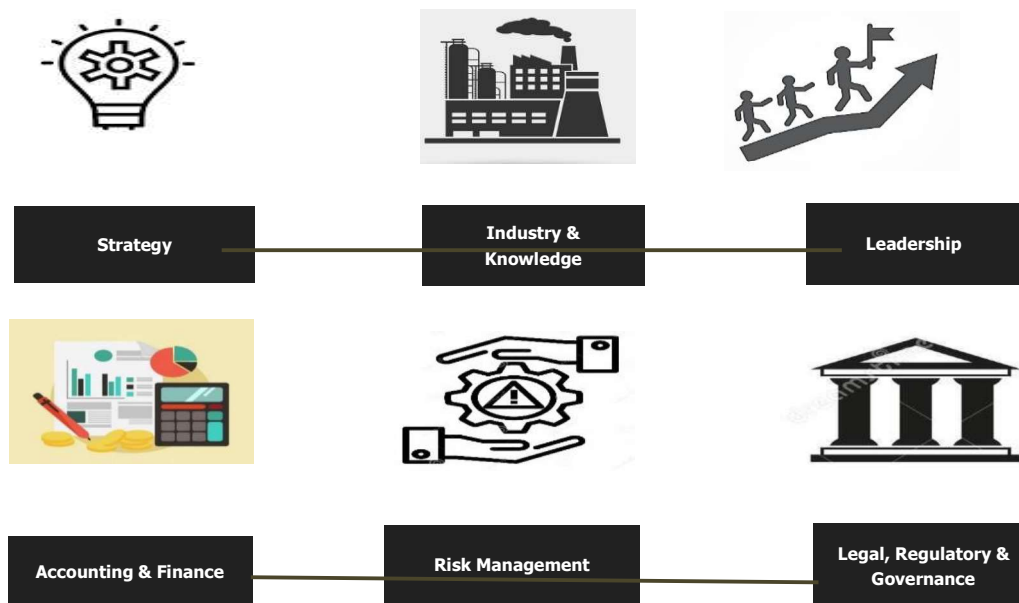 Strategy
Industry &
Knowledge
Leadership
Accounting & Finance
Risk Management
Legal, Regulatory &
Governance